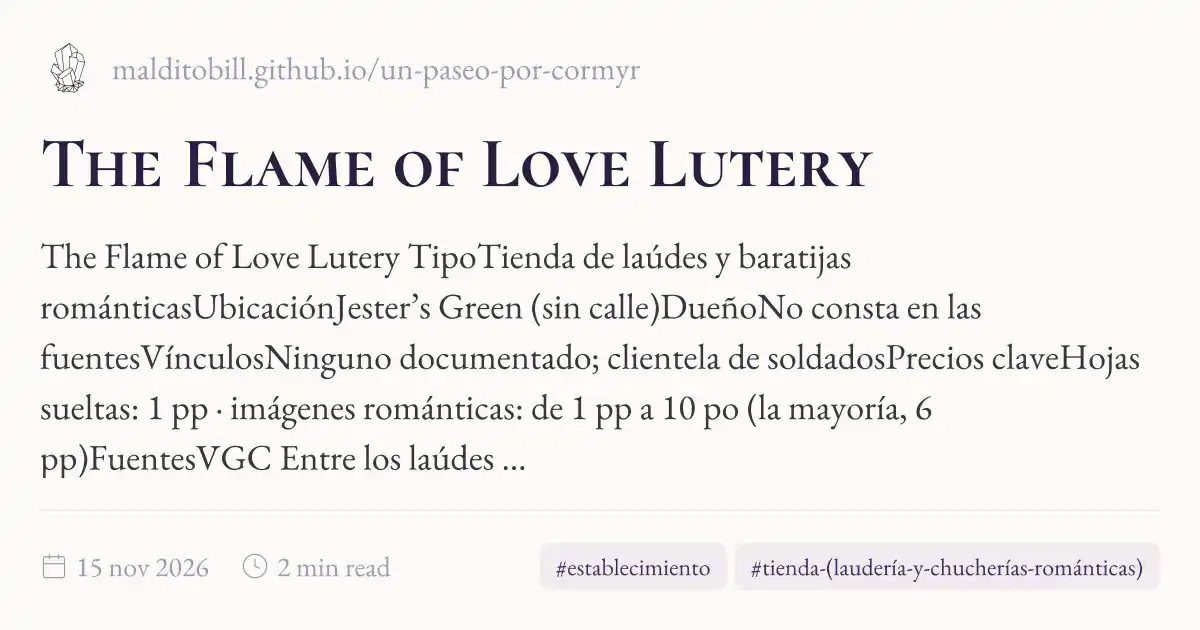 malditobill.github.io/un-paseo-por-cormyr
The Flame of Love Lutery
The Flame of Love Lutery TipoTienda de laúdes y baratijas
románticasUbicaciónJester’s Green (sin calle)DueñoNo consta en las
fuentesVínculosNinguno documentado; clientela de soldadosPrecios claveHojas
sueltas: 1 pp · imágenes románticas: de 1 pp a 10 po (la mayoría, 6
pp)FuentesVGC Entre los laúdes ...
15 nov 2026 2 min read #establecimiento #tienda-(laudería-y-chucherías-románticas)